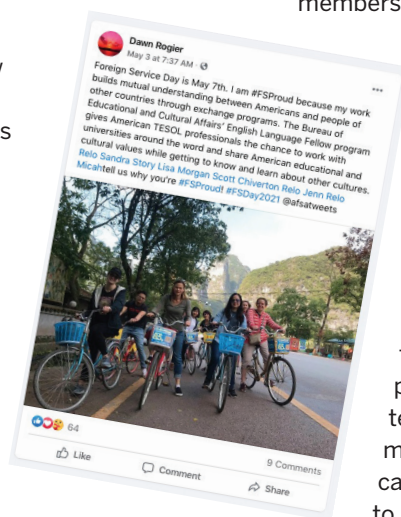 members
s
Dawn Rogier
May 3 at 7:37 AM ·
Foreign Service Day is May 7th. I am #FSProud because my work
builds mutual understanding between Americans and people of
other countries through exchange programs. The Bureau of
Educational and Cultural Affairs' English Language Fellow program
gives American TESOL professionals the chance to work with
universities around the word and share American educational and
cultural values while getting to know and learn about other cultures.
Relo Sandra Story Lisa Morgan Scott Chiverton Relo Jenn Relo
Micahtell us why you're #FSProud! #FSDay2021 @afsatweets
64
9 Comments
Like
Comment
Share
p
te
m
ca
to